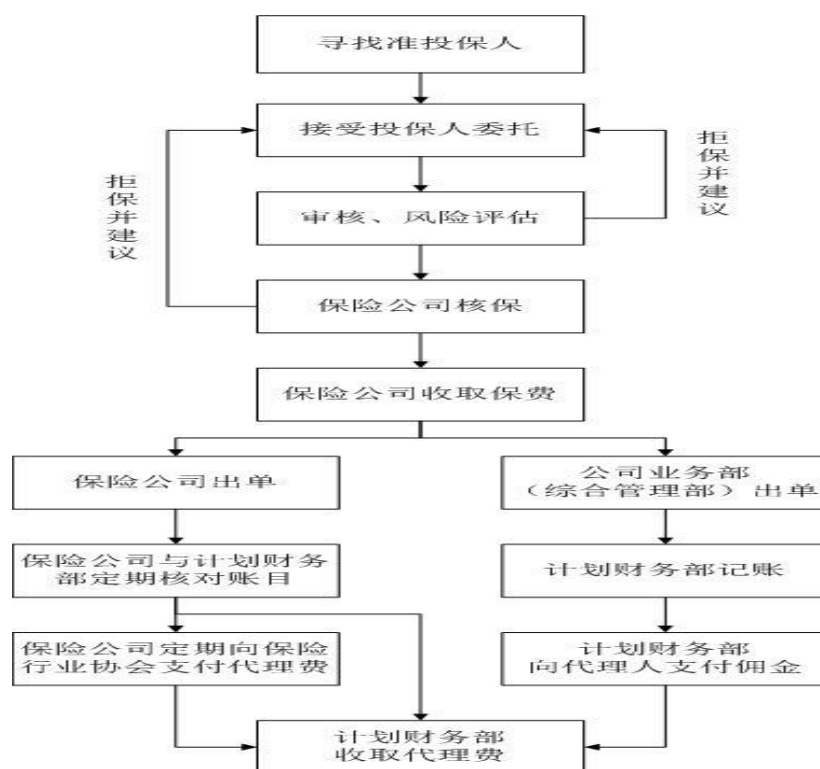 寻找准投保人
接受投保人委托
拒保并建议
拒保并建议
审核、风险评估
保险公司核保
保险公司收取保费
保险公司出单
公司业务部
（综合管理部）出单
保险公司与计划财务
部定期核对账目
计划财务部记账
保险公司定期向保险
行业协会支付代理费
计划财务部
向代理人支付佣金
计划财务部
收取代理费